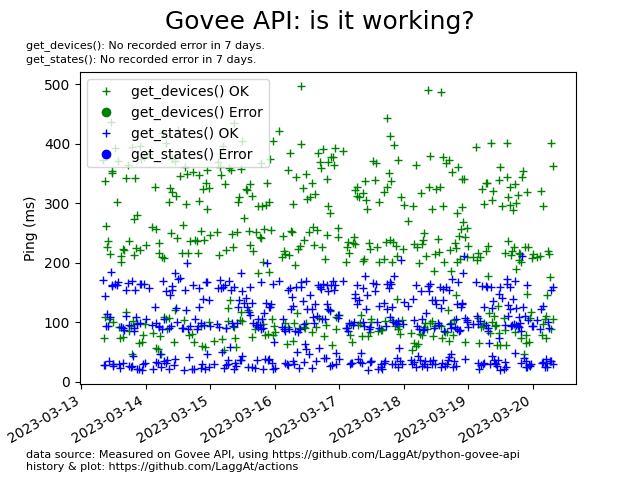 Govee API: is it working?
get_devices(): No recorded error in 7 days.
get_states(): No recorded error in 7 days.
get_devices() OK
get_devices() Error
get_states() OK
get_states() Error
Ping (ms)
500
400
300
200
100
0
2023-03-13
2023-03-14
2023-03-15
2023-03-16
2023-03-17
2023-03-18
2023-03-19
2023-03-20
data source: Measured on Govee API, using https://github.com/LaggAt/python-govee-api
history & plot: https://github.com/LaggAt/actions